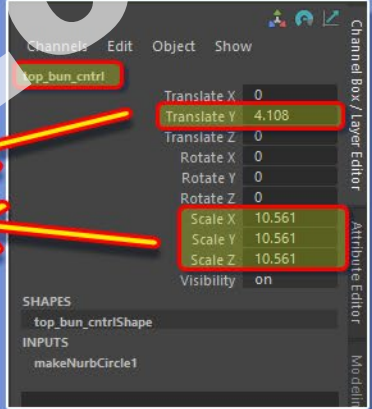 Channels Edit Object Show
top_bun_cntrl
Translate X 0
Translate Y 4.108
Translate Z 0
Rotate X 0
Rotate Y 0
Rotate Z 0
Scale X 10.561
Scale Y 10.561
Scale Z 10.561
Visibility on
SHAPES
top_bun_cntrlShape
INPUTS
makeNurbCircle1
Channel Box / Layer Editor
Attribute Editor
Modelin